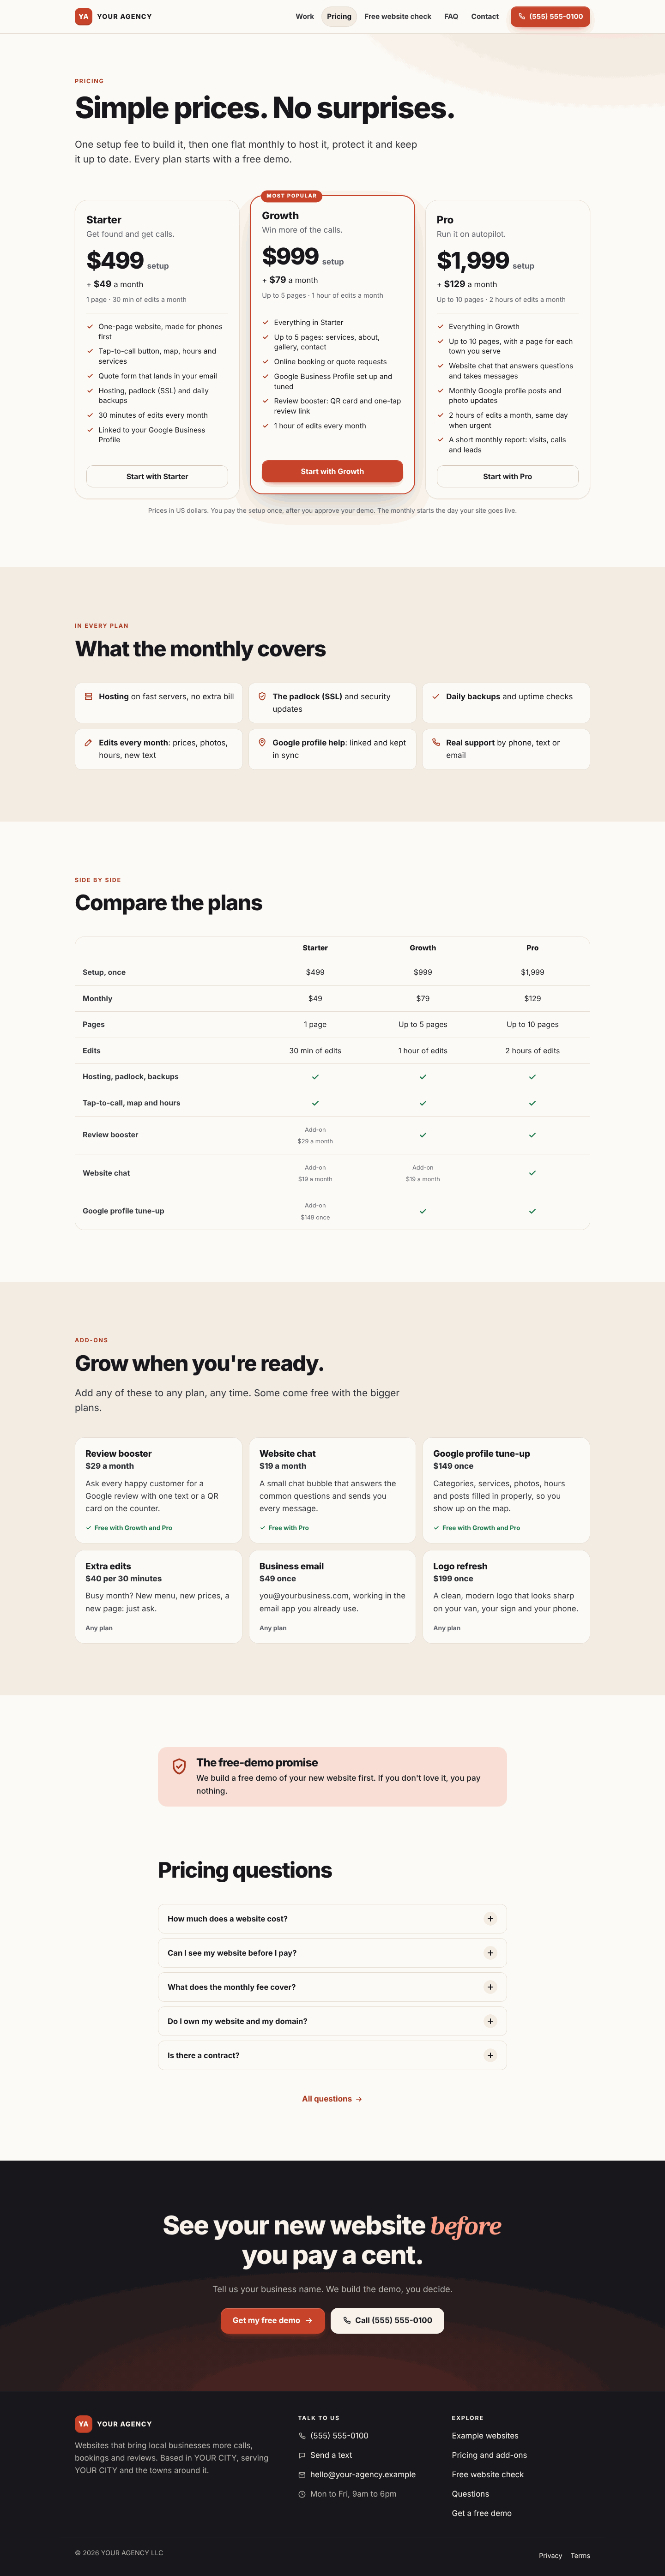 YA YOUR AGENCY
Work Pricing Free website check FAQ Contact (555) 555-0100
PRICING
Simple prices. No surprises.
One setup fee to build it, then one flat monthly to host it, protect it and keep
it up to date. Every plan starts with a free demo.
Starter
Get found and get calls.
$499 setup
+ $49 a month
1 page · 30 min of edits a month
One-page website, made for phones
first
Tap-to-call button, map, hours and
services
Quote form that lands in your email
Hosting, padlock (SSL) and daily
backups
30 minutes of edits every month
Linked to your Google Business
Profile
Start with Starter
MOST POPULAR
Growth
Win more of the calls.
$999 setup
+ $79 a month
Up to 5 pages · 1 hour of edits a month
Everything in Starter
Up to 5 pages: services, about,
gallery, contact
Online booking or quote requests
Google Business Profile set up and
tuned
Review booster: QR card and one-tap
review link
1 hour of edits every month
Start with Growth
Pro
Run it on autopilot.
$1,999 setup
+ $129 a month
Up to 10 pages · 2 hours of edits a month
Everything in Growth
Up to 10 pages, with a page for each
town you serve
Website chat that answers questions
and takes messages
Monthly Google profile posts and
photo updates
2 hours of edits a month, same day
when urgent
A short monthly report: visits, calls
and leads
Start with Pro
Prices in US dollars. You pay the setup once, after you approve your demo. The monthly starts the day your site goes live.
IN EVERY PLAN
What the monthly covers
Hosting on fast servers, no extra bill
The padlock (SSL) and security
updates
Daily backups and uptime checks
Edits every month: prices, photos,
hours, new text
Google profile help: linked and kept
in sync
Real support by phone, text or
email
SIDE BY SIDE
Compare the plans
Starter Growth Pro
Setup, once $499 $999 $1,999
Monthly $49 $79 $129
Pages 1 page Up to 5 pages Up to 10 pages
Edits 30 min of edits 1 hour of edits 2 hours of edits
Hosting, padlock, backups
Tap-to-call, map and hours
Review booster Add-on
$29 a month
Website chat Add-on Add-on
$19 a month $19 a month
Google profile tune-up Add-on
$149 once
ADD-ONS
Grow when you're ready.
Add any of these to any plan, any time. Some come free with the bigger
plans.
Review booster
$29 a month
Ask every happy customer for a
Google review with one text or a QR
card on the counter.
Free with Growth and Pro
Website chat
$19 a month
A small chat bubble that answers the
common questions and sends you
every message.
Free with Pro
Google profile tune-up
$149 once
Categories, services, photos, hours
and posts filled in properly, so you
show up on the map.
Free with Growth and Pro
Extra edits
$40 per 30 minutes
Busy month? New menu, new prices, a
new page: just ask.
Any plan
Business email
$49 once
you@yourbusiness.com, working in the
email app you already use.
Any plan
Logo refresh
$199 once
A clean, modern logo that looks sharp
on your van, your sign and your phone.
Any plan
The free-demo promise
We build a free demo of your new website first. If you don't love it, you pay
nothing.
Pricing questions
How much does a website cost?
Can I see my website before I pay?
What does the monthly fee cover?
Do I own my website and my domain?
Is there a contract?
All questions →
See your new website before
you pay a cent.
Tell us your business name. We build the demo, you decide.
Get my free demo → Call (555) 555-0100
YA YOUR AGENCY
Website that bring local businesses more calls,
bookings and reviews. Based in YOUR CITY, serving
YOUR CITY and the towns around it.
TALK TO US
(555) 555-0100
Send a text
hello@your-agency.example
Mon to Fri, 9am to 6pm
EXPLORE
Example websites
Pricing and add-ons
Free website check
Questions
Get a free demo
© 2026 YOUR AGENCY LLC
Privacy Terms